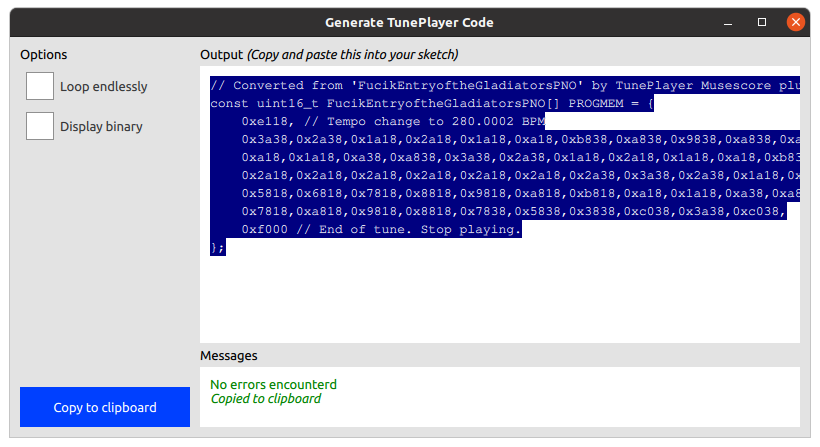 Generate TunePlayer Code
Options
Loop endlessly
Display binary
Copy to clipboard
Output (Copy and paste this into your sketch)
// Converted from 'FucikEntryoftheGladiatorsPNO' by TunePlayer Musescore plu
const uint16_t FucikEntryoftheGladiatorsPNO[] PROGMEM = {
0xe118, // Tempo change to 280.0002 BPM
0x3a38,0x2a38,0x1a18,0x2a18,0x1a18,0xa18,0xb838,0xa838,0x9838,0xa838,0xa
0xa18,0x1a18,0xa38,0xa838,0x3a38,0x2a38,0x1a18,0x2a18,0x1a18,0xa18,0xb83
0x2a18,0x2a18,0x2a18,0x2a18,0x2a18,0x2a38,0x3a38,0x2a38,0x1a18,0x
0x5818,0x6818,0x7818,0x8818,0x9818,0xa818,0xb818,0xa18,0x1a18,0xa38,0xa8
0x7818,0xa818,0x9818,0x8818,0x7838,0x5838,0x3838,0xc038,0x3a38,0xc038,
0xf000 // End of tune. Stop playing.
};
Messages
No errors encounterd
Copied to clipboard